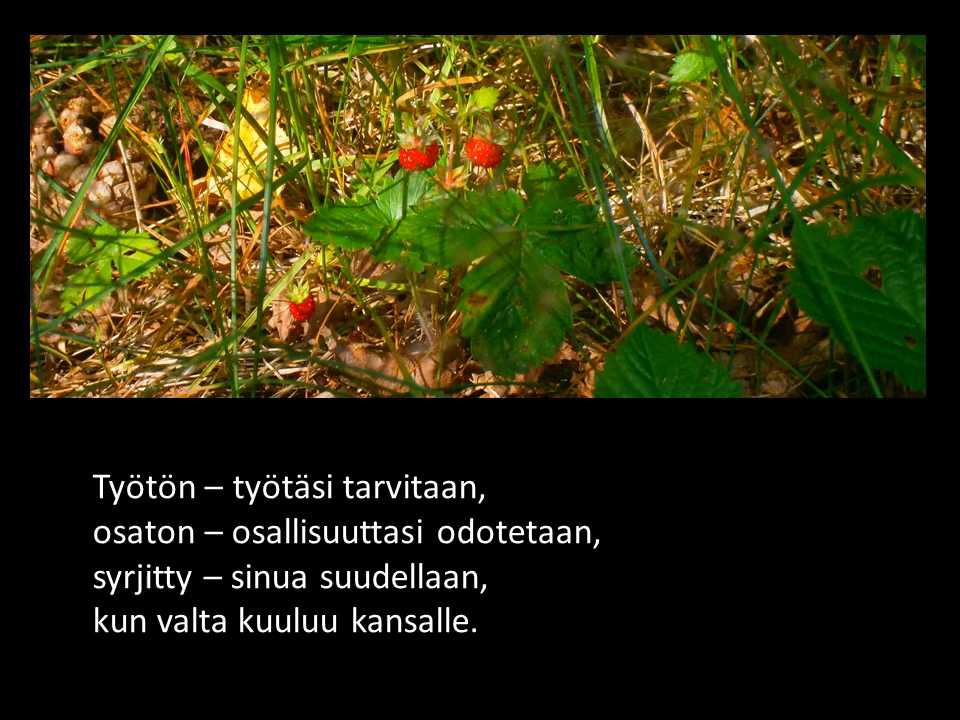 Työtön – työtäsi tarvitaan,
osaton – osallisuuttasi odotetaan,
syrjitty – sinua suudellaan,
kun valta kuuluu kansalle.